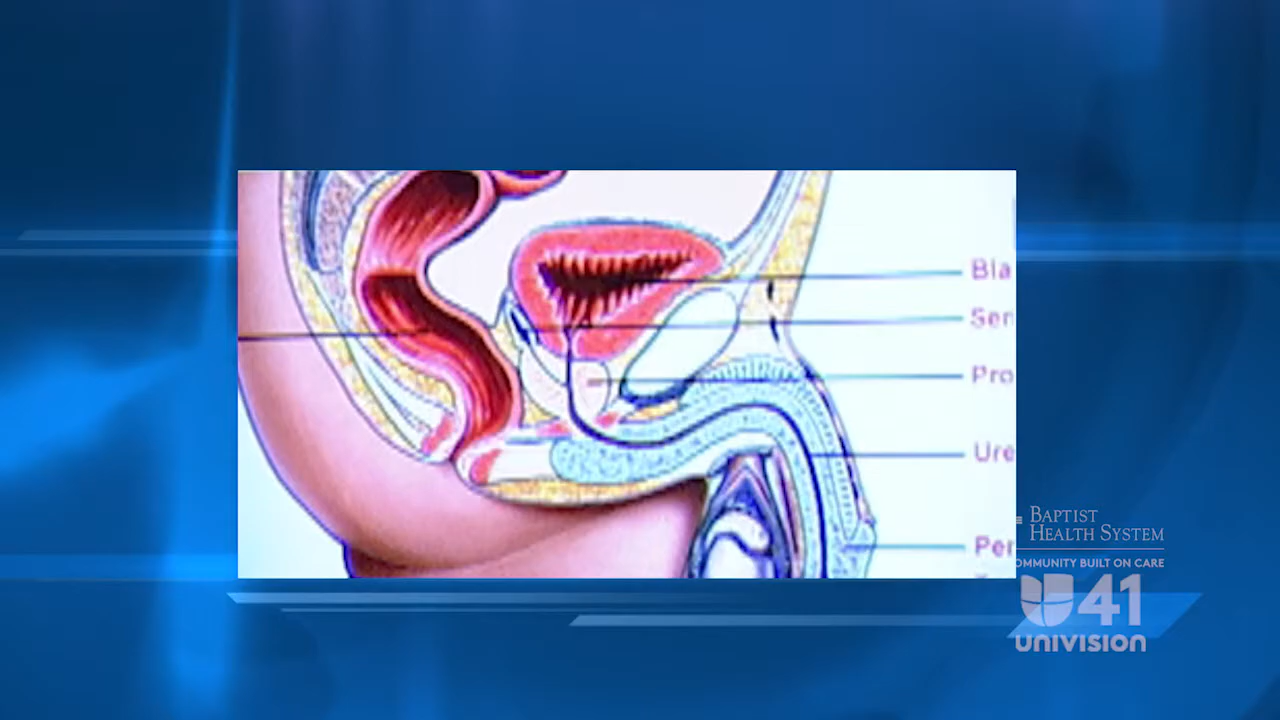 Bla
Sen
Pro
Ure
Per
BAPTIST
HEALTH SYSTEM
OMMUNITY BUILT ON CARE
41
UNIVISION